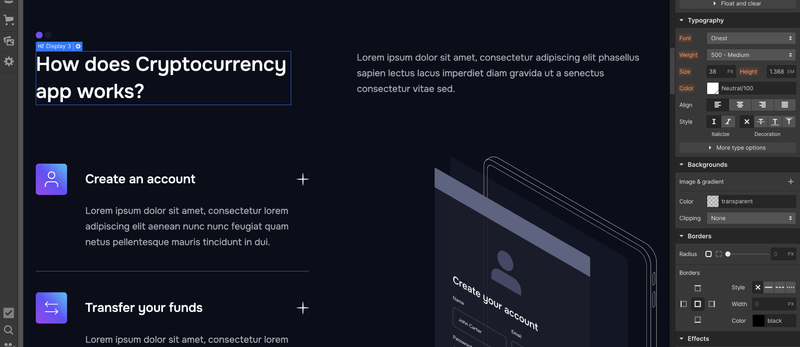 H2 Display 3
How does Cryptocurrency
app works?
Lorem ipsum dolor sit amet, consectetur adipiscing elit phasellus
sapien lectus lacus imperdiet diam gravida ut a senectus
consectetur vitae sed.
Create an account
Lorem ipsum dolor sit amet, consectetur lorem
adipiscing elit aenean nunc nunc feugiat quam
netus pellentesque mauris tincidunt in dui.
Transfer your funds
Lorem ipsum dolor sit amet, consectetur lorem
Create your account
Name
John Carter
Email
Password
Float and clear
Typography
Font Onest
Weight 500 - Medium
Size 38 PX Height 1.368 EM
Color Neutral/100
Align
Style
Italicize Decoration
More type options
Backgrounds
Image & gradient
Color transparent
Clipping None
Borders
Radius 0 PX
Borders
Style
Width 0 PX
Color black
Effects